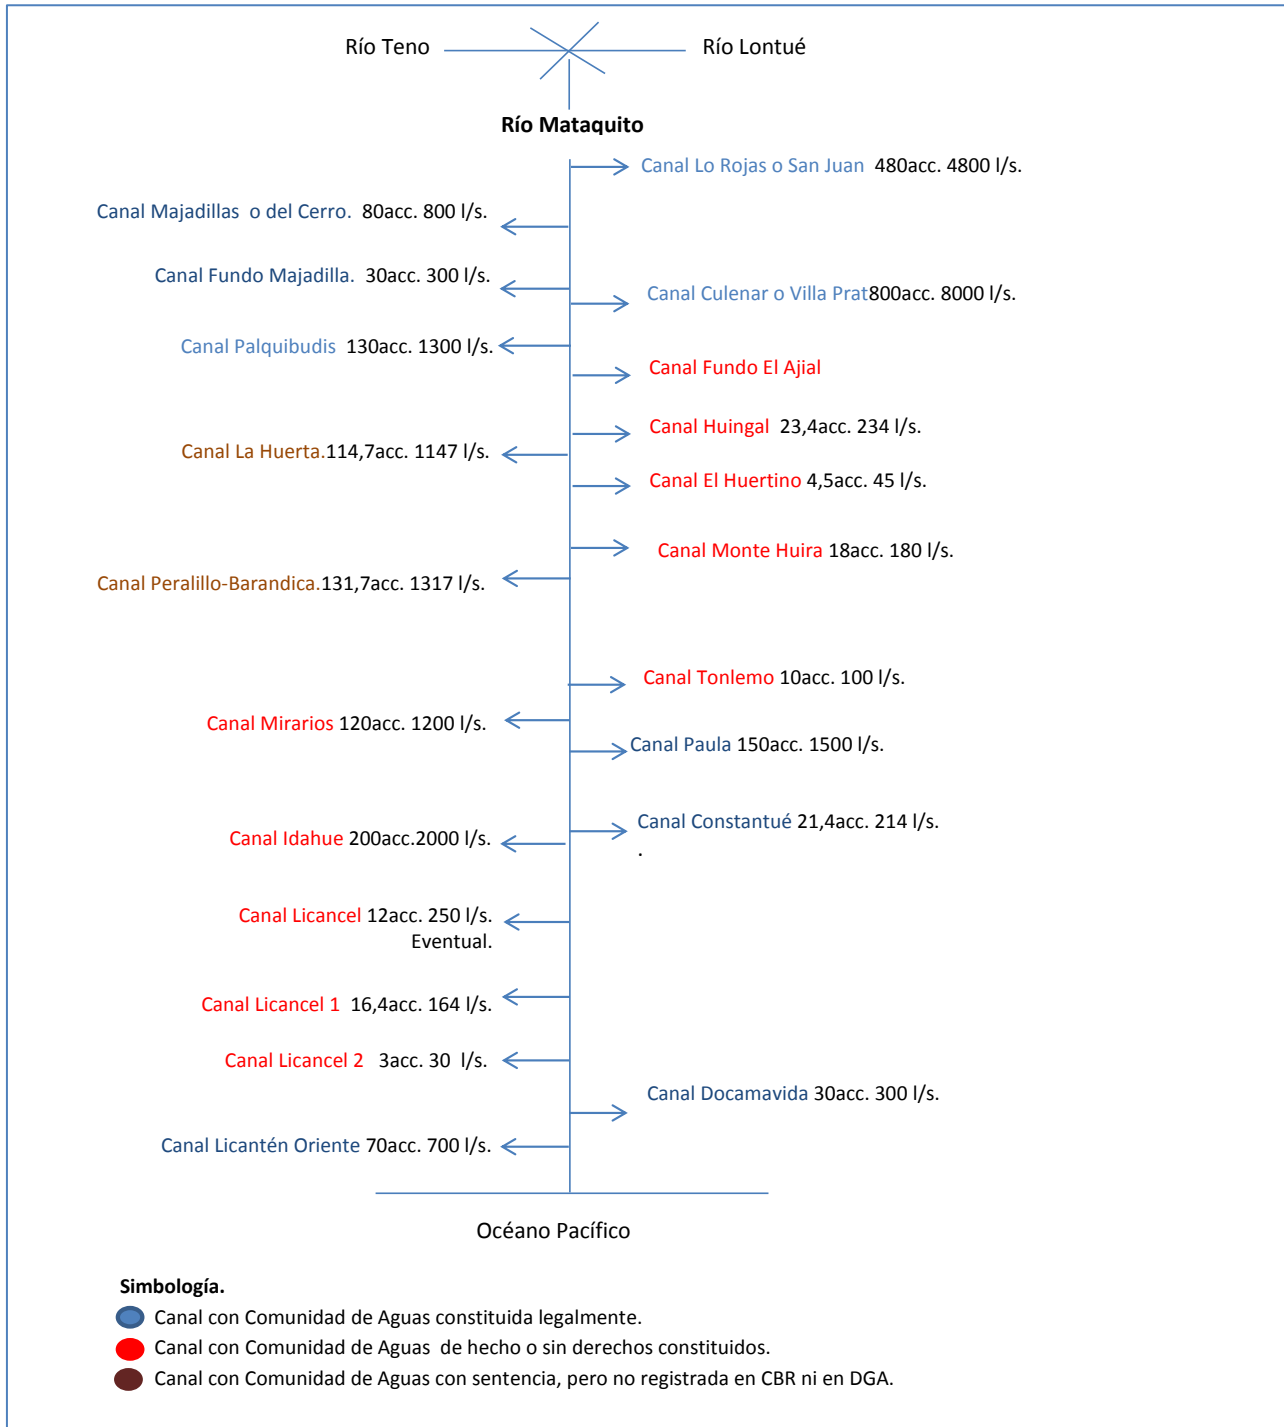 Río Teno
Río Lontué
Río Mataquito
Canal Lo Rojas o San Juan 480acc. 4800 l/s.
Canal Majadillas o del Cerro. 80acc. 800 l/s.
Canal Fundo Majadilla. 30acc. 300 l/s.
Canal Culenar o Villa Prat800acc. 8000 l/s.
Canal Palquibudis 130acc. 1300 l/s.
Canal Fundo El Ajial
Canal Huingal 23,4acc. 234 l/s.
Canal La Huerta.114,7acc. 1147 l/s.
Canal El Huertino 4,5acc. 45 l/s.
Canal Monte Huira 18acc. 180 l/s.
Canal Peralillo-Barandica.131,7acc. 1317 l/s.
Canal Tonlemo 10acc. 100 l/s.
Canal Mirarios 120acc. 1200 l/s.
Canal Paula 150acc. 1500 l/s.
Canal Constantué 21,4acc. 214 l/s.
.
Canal Idahue 200acc.2000 l/s.
Canal Licancel 12acc. 250 l/s.
Eventual.
Canal Licancel 1 16,4acc. 164 l/s.
Canal Licancel 2 3acc. 30 l/s.
Canal Docamavida 30acc. 300 l/s.
Canal Licantén Oriente 70acc. 700 l/s.
Océano Pacífico
Simbología.
Canal con Comunidad de Aguas constituida legalmente.
Canal con Comunidad de Aguas de hecho o sin derechos constituidos.
Canal con Comunidad de Aguas con sentencia, pero no registrada en CBR ni en DGA.